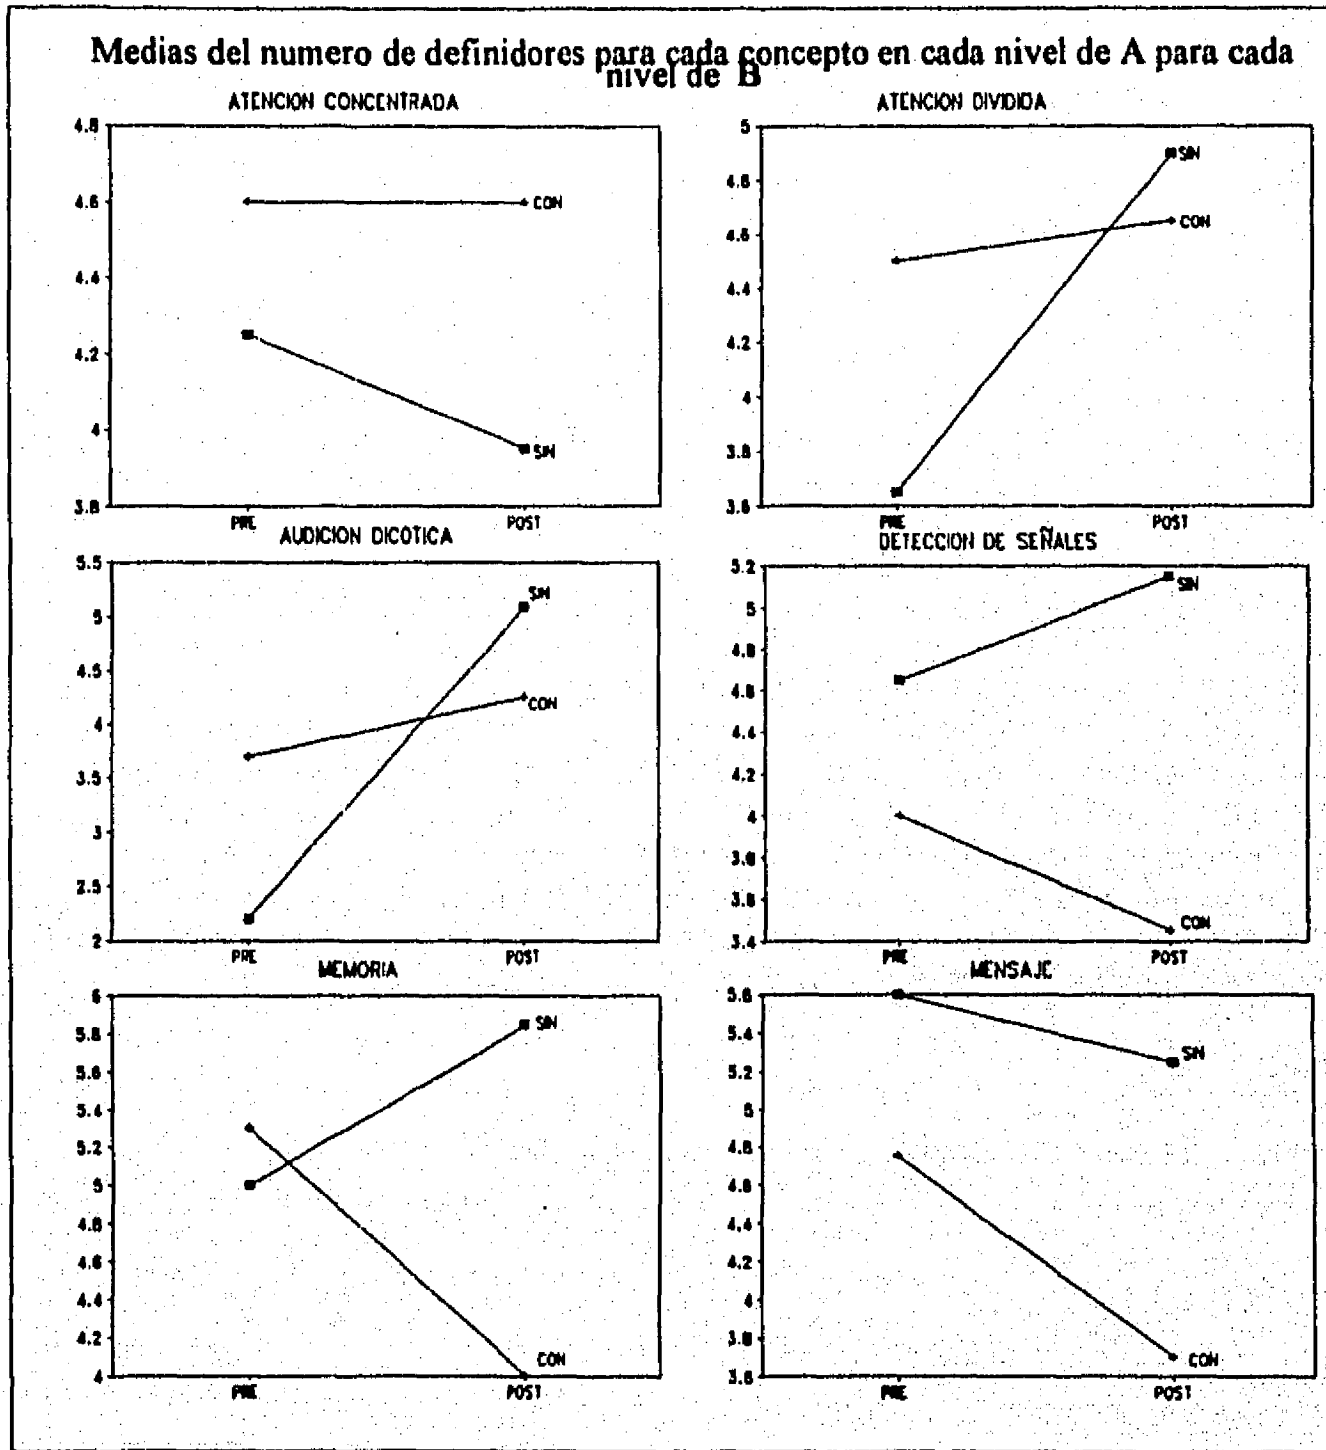 Medias del numero de definidores para cada concepto en cada nivel de A para cada
nivel de B
ATENCION CONCENTRADA
4.8
4.6
4.4
4.2
4
3.8
CON
SIN
PRE
POST
ATENCION DIVIDIDA
5
4.8
4.6
4.4
4.2
4
3.8
3.6
SIN
CON
PRE
POST
AUDICION DICOTICA
5.5
5
4.5
4
3.5
3
2.5
2
SIN
CON
PRE
POST
DETECCION DE SEÑALES
5.2
5
4.8
4.6
4.4
4.2
4
3.8
3.6
3.4
SIN
CON
PRE
POST
MEMORIA
6
5.8
5.6
5.4
5.2
5
4.8
4.6
4.4
4.2
4
SIN
CON
PRE
POST
MENSAJE
5.6
5.4
5.2
5
4.8
4.6
4.4
4.2
4
3.8
3.6
SIN
CON
PRE
POST